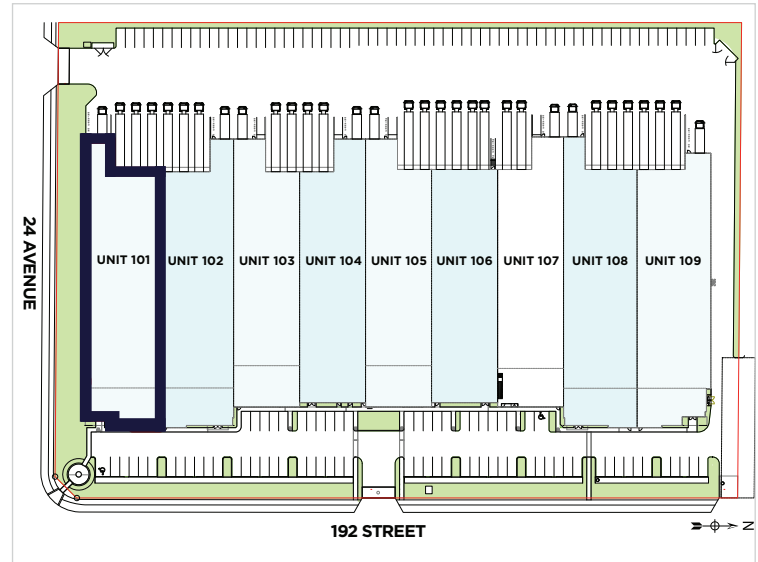 24 AVENUE
UNIT 101
UNIT 102
UNIT 103
UNIT 104
UNIT 105
UNIT 106
UNIT 107
UNIT 108
UNIT 109
192 STREET
N